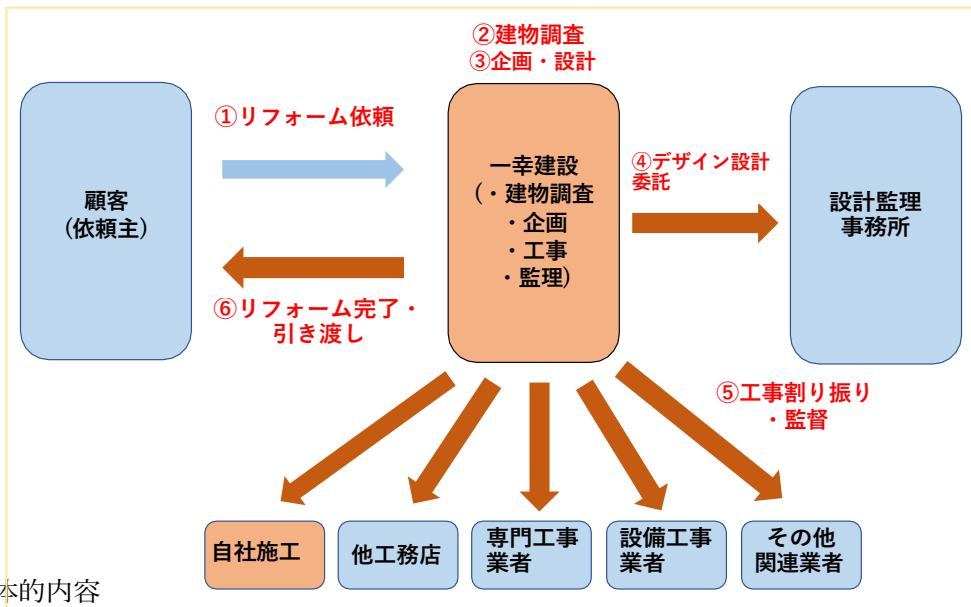 ②建物調査
③企画・設計
①リフォーム依頼
顧客
(依頼主)
一幸建設
(・建物調査
・企画
・工事
・監理)
④デザイン設計
委託
設計監理
事務所
⑥リフォーム完了・
引き渡し
⑤工事割り振り
・監督
自社施工
他工務店
専門工事
業者
設備工事
業者
その他
関連業者
的内容